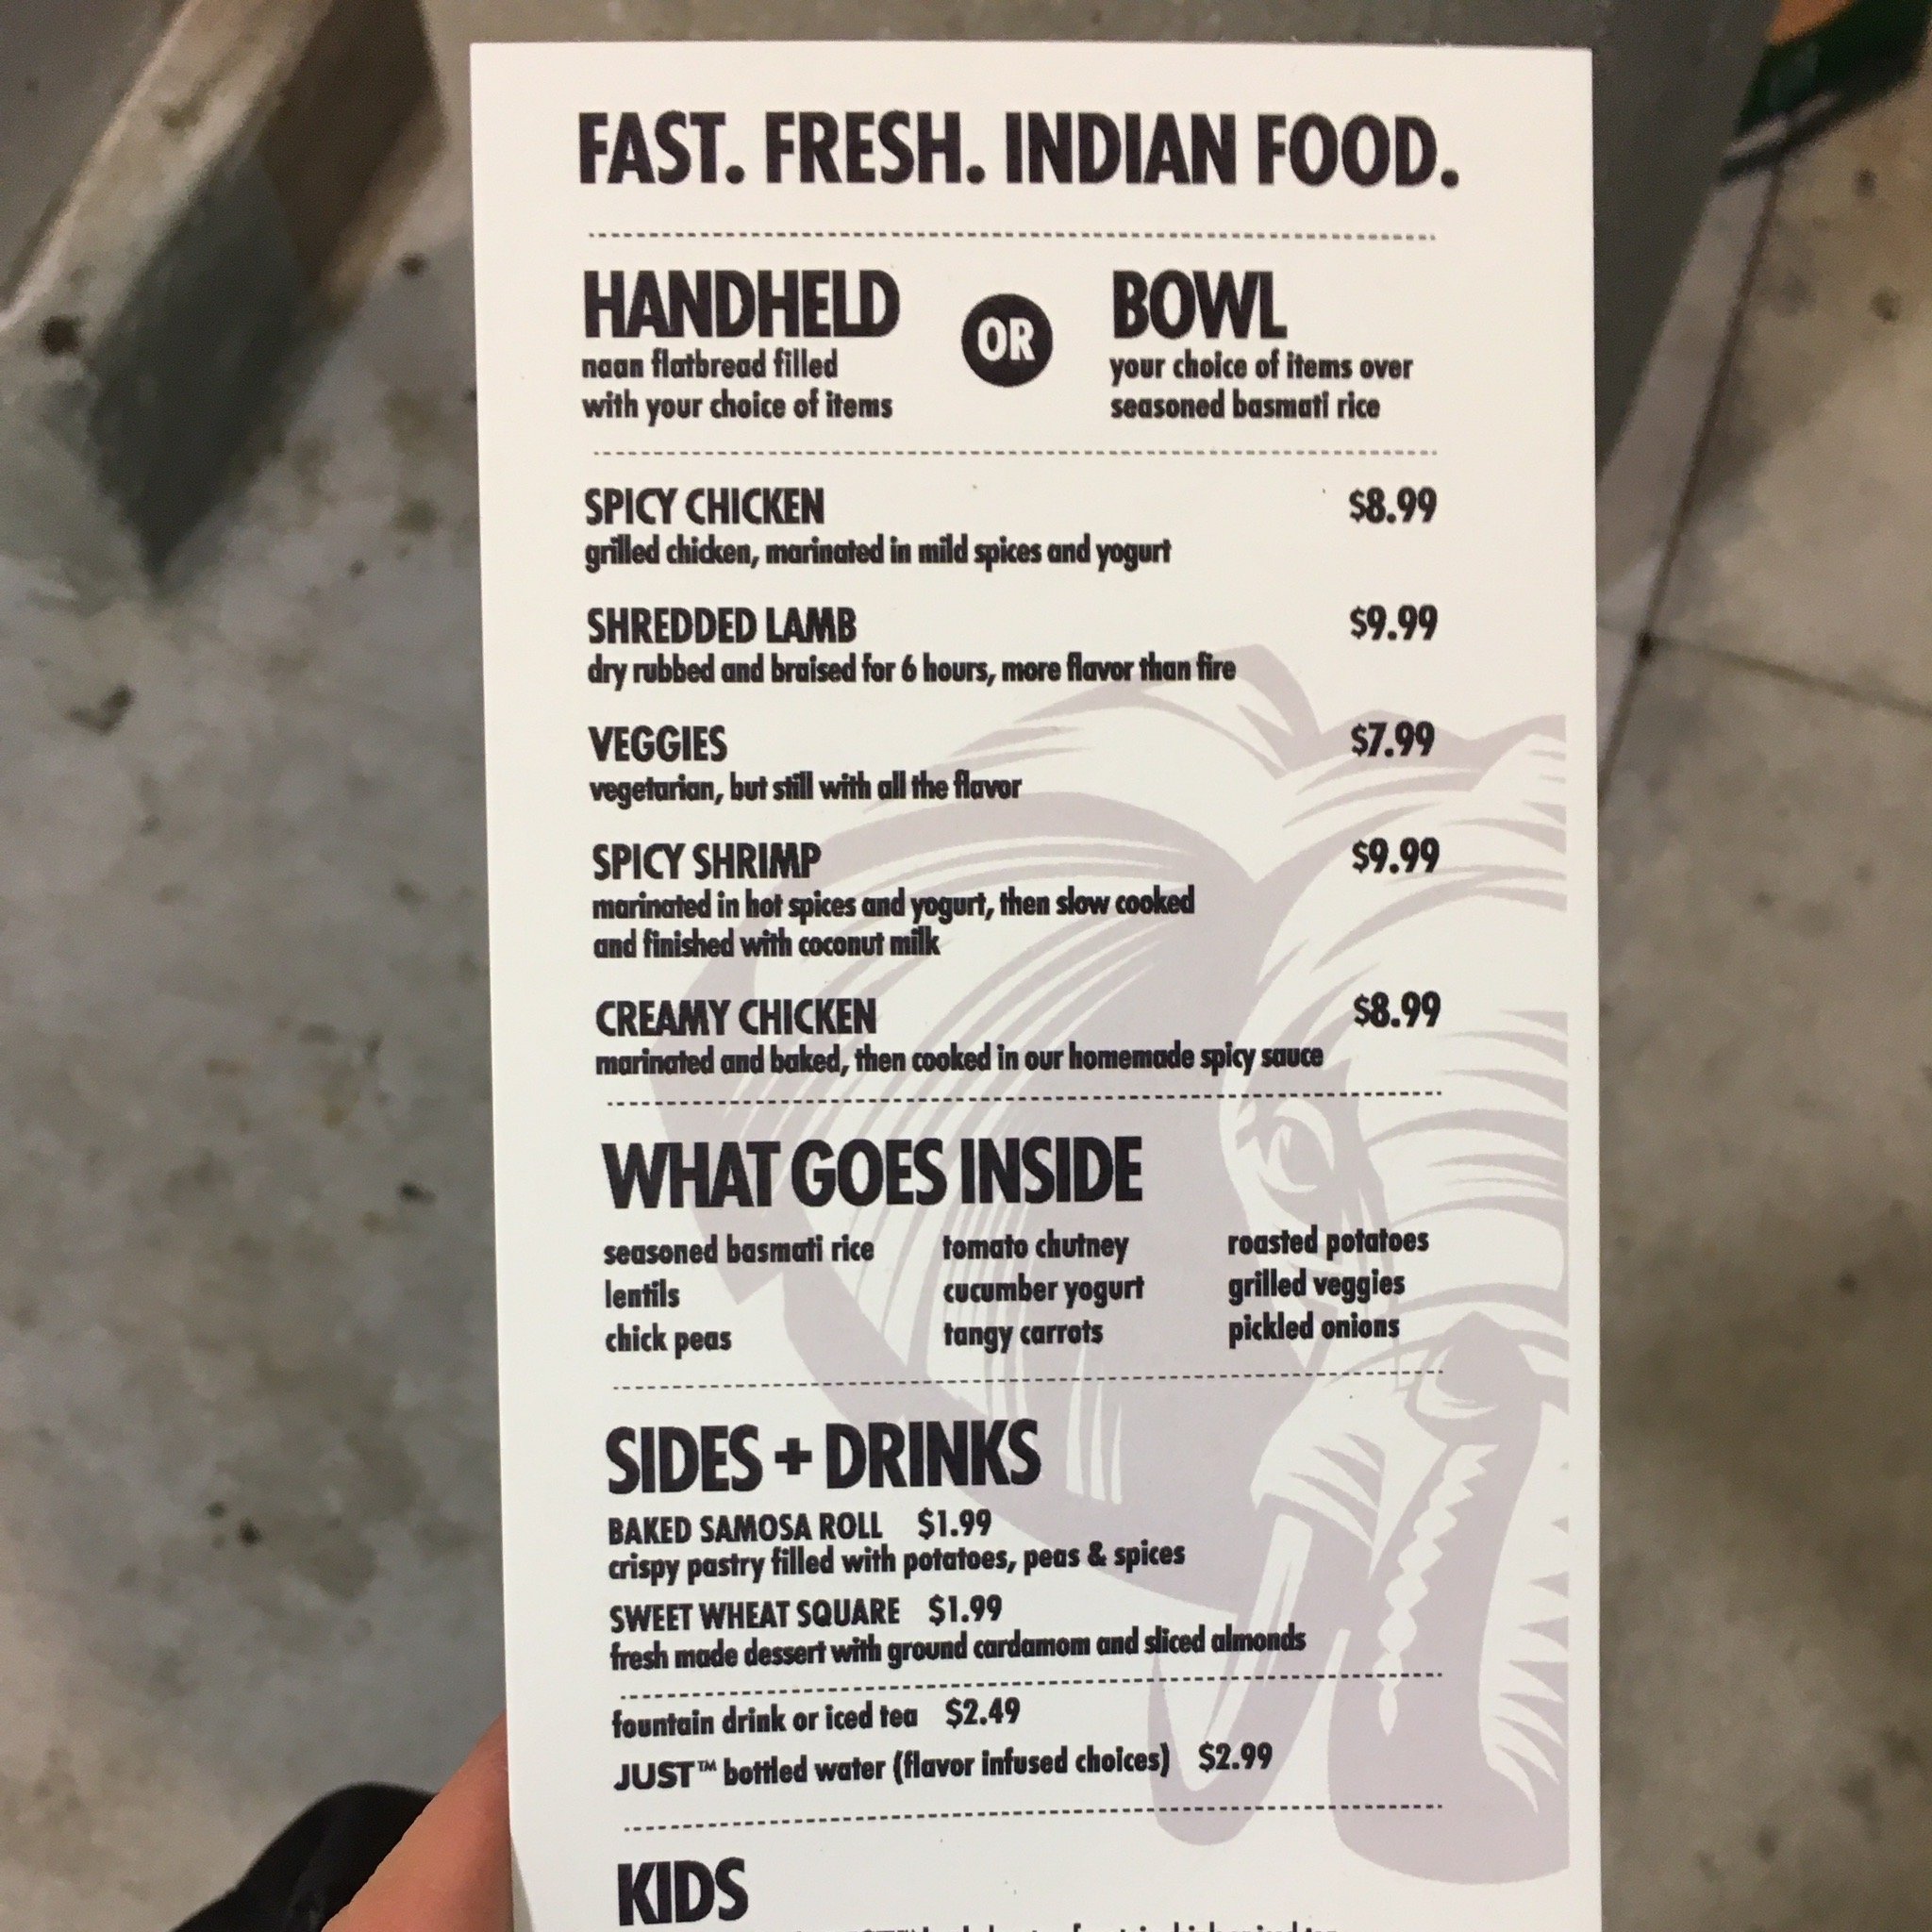 FAST. FRESH. INDIAN FOOD.
HANDHELD OR BOWL
naan flatbread filled your choice of items over
with your choice of items seasoned basmati rice
SPICY CHICKEN $8.99
grilled chicken, marinated in mild spices and yogurt
SHREDDED LAMB $9.99
dry rubbed and braised for 6 hours, more flavor than fire
VEGGIES $7.99
vegetarian, but still with all the flavor
SPICY SHRIMP $9.99
marinated in hot spices and yogurt, then slow cooked
and finished with coconut milk
CREAMY CHICKEN $8.99
marinated and baked, then cooked in our homemade spicy sauce
WHAT GOES INSIDE
seasoned basmati rice tomato chutney roasted potatoes
lentils cucumber yogurt grilled veggies
chick peas tangy carrots pickled onions
SIDES + DRINKS
BAKED SAMOSA ROLL $1.99
crispy pastry filled with potatoes, peas & spices
SWEET WHEAT SQUARE $1.99
fresh made dessert with ground cardamom and sliced almonds
fountain drink or iced tea $2.49
JUST™ bottled water (flavor infused choices) $2.99
KIDS